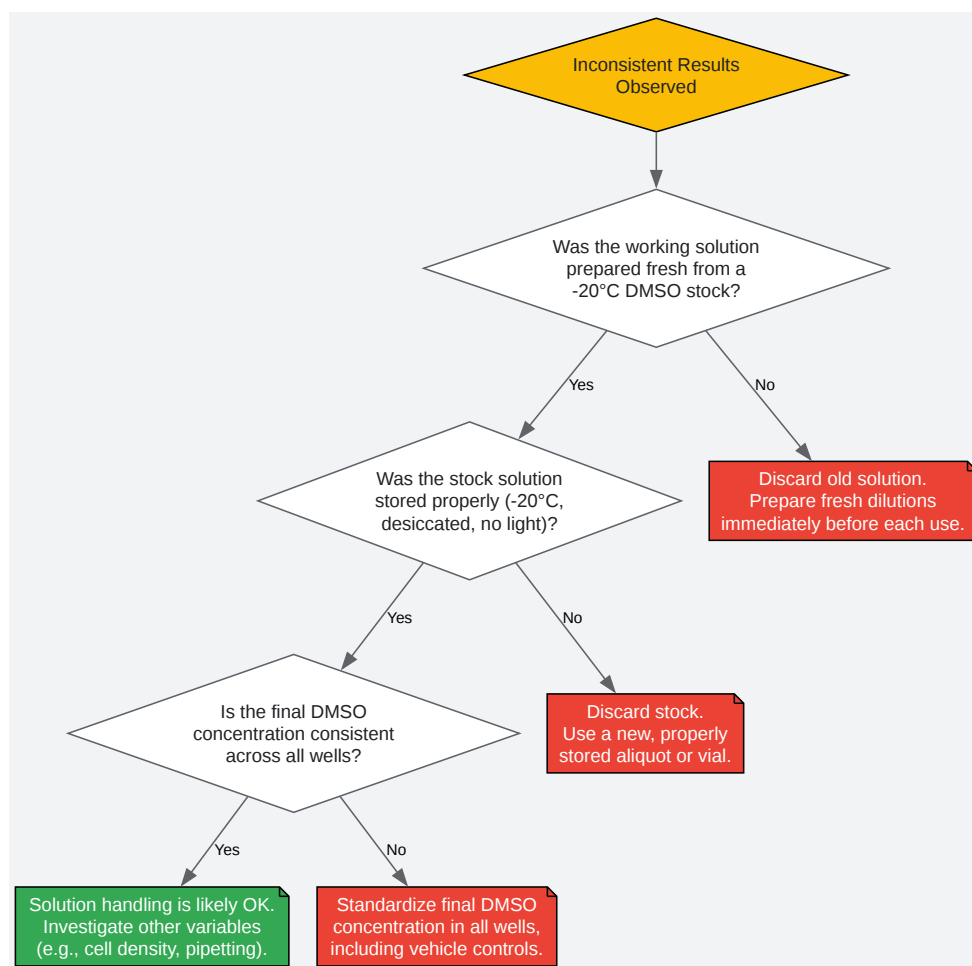 Inconsistent Results
Observed
Was the working solution
prepared fresh from a
-20°C DMSO stock?
Yes
No
Was the stock solution
stored properly (-20°C,
desiccated, no light)?
Discard old solution.
Prepare fresh dilutions
immediately before each use.
Yes
No
Is the final DMSO
concentration consistent
across all wells?
Discard stock.
Use a new, properly
stored aliquot or vial.
Yes
No
Solution handling is likely OK.
Investigate other variables
(e.g., cell density, pipetting).
Standardize final DMSO
concentration in all wells,
including vehicle controls.